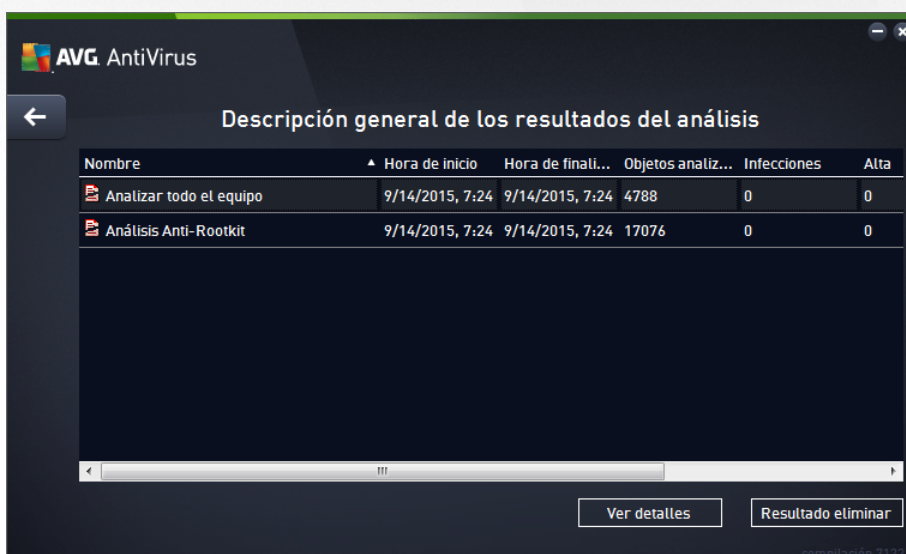 AVG AntiVirus
Descripción general de los resultados del análisis
Nombre Hora de inicio Hora de finali... Objetos analiz... Infecciones Alta
Analizar todo el equipo 9/14/2015, 7:24 9/14/2015, 7:24 4788 0 0
Análisis Anti-Rootkit 9/14/2015, 7:24 9/14/2015, 7:24 17076 0 0
Ver detalles Resultado eliminar
compilación